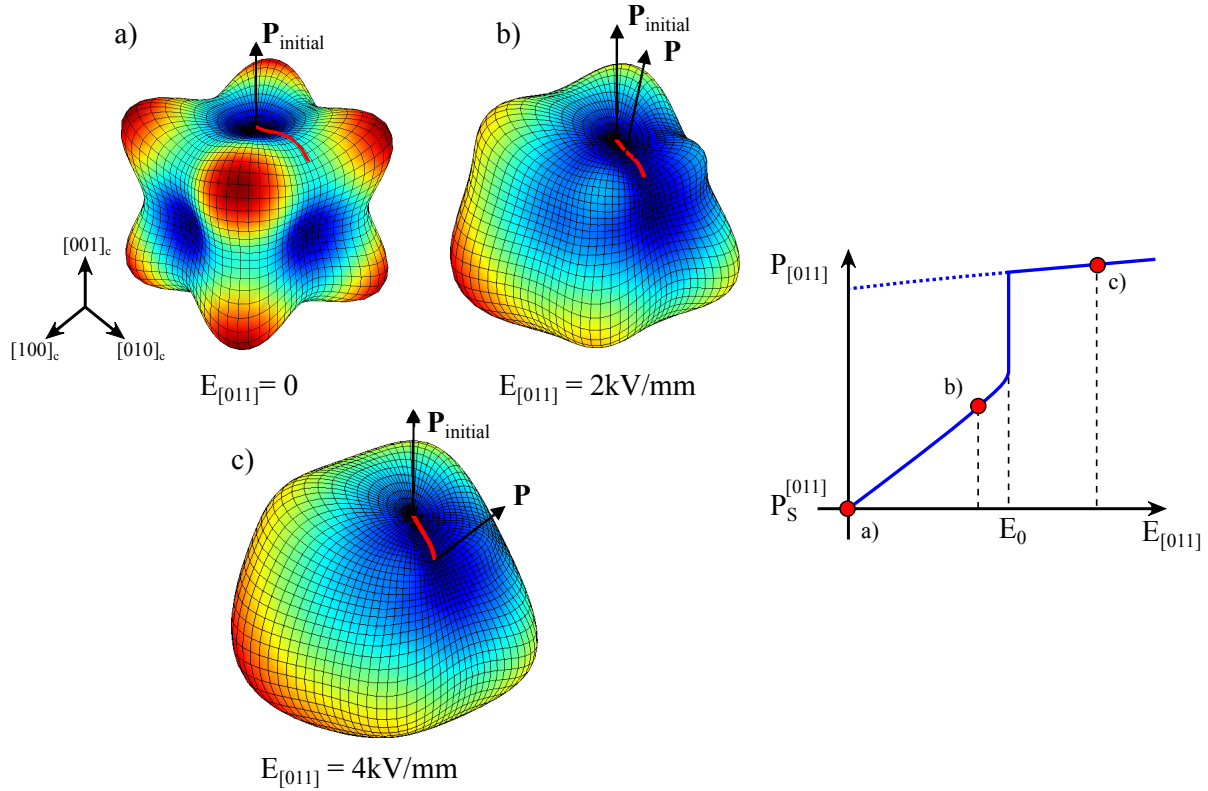 a)
P_initial
[001]_c
[100]_c
[010]_c
E_[011] = 0
b)
P_initial
P
E_[011] = 2kV/mm
c)
P_initial
P
E_[011] = 4kV/mm
P_[011]
c)
b)
P_S^[011]
a)
E_0
E_[011]